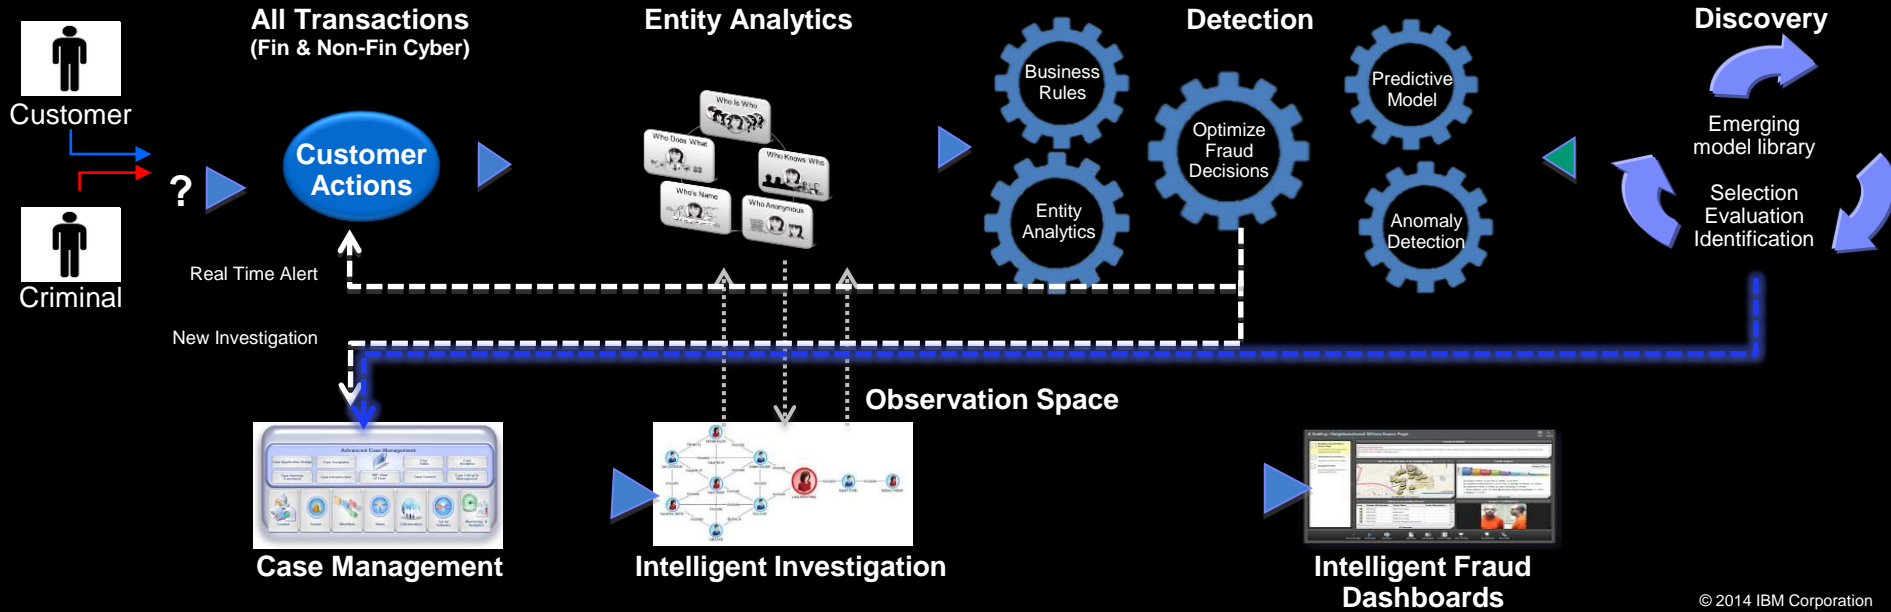 All Transactions
(Fin & Non-Fin Cyber)
Entity Analytics
Detection
Discovery
Customer
Criminal
?
Customer
Actions
Who Is Who
Who Does What
Who Knows Who
Who's Name
Who Anonymous
Business
Rules
Optimize
Fraud
Decisions
Entity
Analytics
Predictive
Model
Anomaly
Detection
Emerging
model library
Selection
Evaluation
Identification
Real Time Alert
New Investigation
Observation Space
Advanced Case Management
Case Management
Intelligent Investigation
Intelligent Fraud
Dashboards
© 2014 IBM Corporation